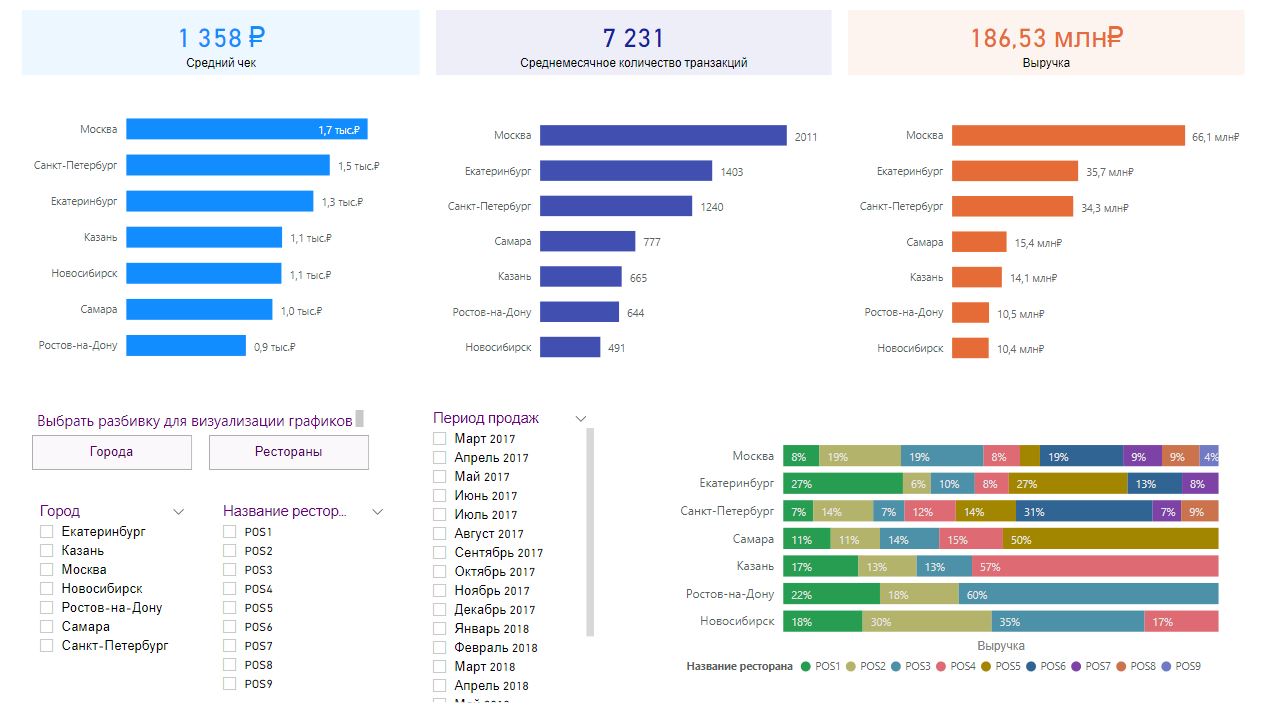 1 358 ₽
Средний чек
7 231
Среднемесячное количество транзакций
186,53 млн₽
Выручка
Москва 1,7 тыс.₽
Санкт-Петербург 1,5 тыс.₽
Екатеринбург 1,3 тыс.₽
Казань 1,1 тыс.₽
Новосибирск 1,1 тыс.₽
Самара 1,0 тыс.₽
Ростов-на-Дону 0,9 тыс.₽
Москва 2011
Екатеринбург 1403
Санкт-Петербург 1240
Самара 777
Казань 665
Ростов-на-Дону 644
Новосибирск 491
Москва 66,1 млн₽
Екатеринбург 35,7 млн₽
Санкт-Петербург 34,3 млн₽
Самара 15,4 млн₽
Казань 14,1 млн₽
Ростов-на-Дону 10,5 млн₽
Новосибирск 10,4 млн₽
Выбрать разбивку для визуализации графиков
Города
Рестораны
Город
Екатеринбург
Казань
Москва
Новосибирск
Ростов-на-Дону
Самара
Санкт-Петербург
Название рестор...
POS1
POS2
POS3
POS4
POS5
POS6
POS7
POS8
POS9
Период продаж
Март 2017
Апрель 2017
Май 2017
Июнь 2017
Июль 2017
Август 2017
Сентябрь 2017
Октябрь 2017
Ноябрь 2017
Декабрь 2017
Январь 2018
Февраль 2018
Март 2018
Апрель 2018
Москва 8% 19% 19% 8% 19% 9% 9% 4%
Екатеринбург 27% 6% 10% 8% 27% 13% 8%
Санкт-Петербург 7% 14% 7% 12% 14% 31% 7% 9%
Самара 11% 11% 14% 15% 50%
Казань 17% 13% 13% 57%
Ростов-на-Дону 22% 18% 60%
Новосибирск 18% 30% 35% 17%
Выручка
Название ресторана POS1 POS2 POS3 POS4 POS5 POS6 POS7 POS8 POS9